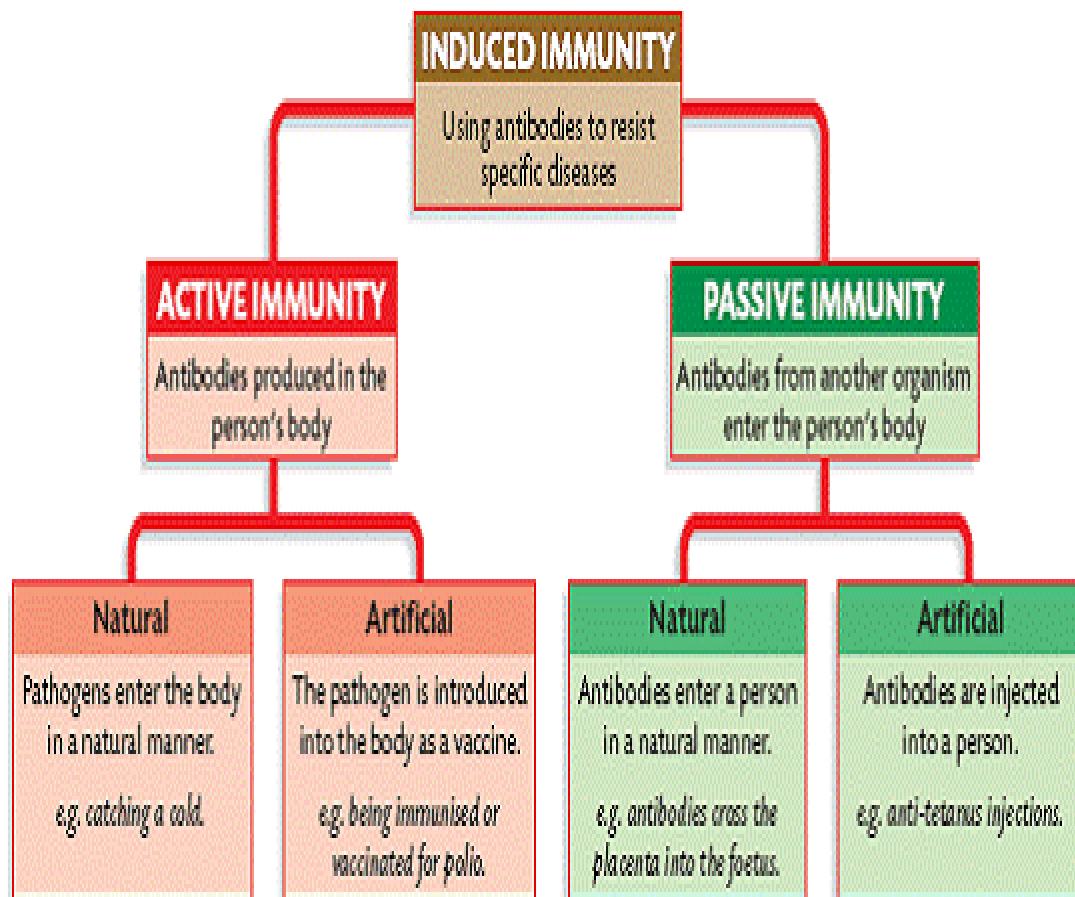 INDUCED IMMUNITY
Using antibodies to resist
specific diseases
ACTIVE IMMUNITY
Antibodies produced in the
person's body
PASSIVE IMMUNITY
Antibodies from another organism
enter the person's body
Natural
Pathogens enter the body
in a natural manner.
e.g. catching a cold.
Artificial
The pathogen is introduced
into the body as a vaccine.
e.g. being immunised or
vaccinated for polio.
Natural
Antibodies enter a person
in a natural manner.
e.g. antibodies cross the
placenta into the foetus.
Artificial
Antibodies are injected
into a person.
e.g. anti-tetanus injections.